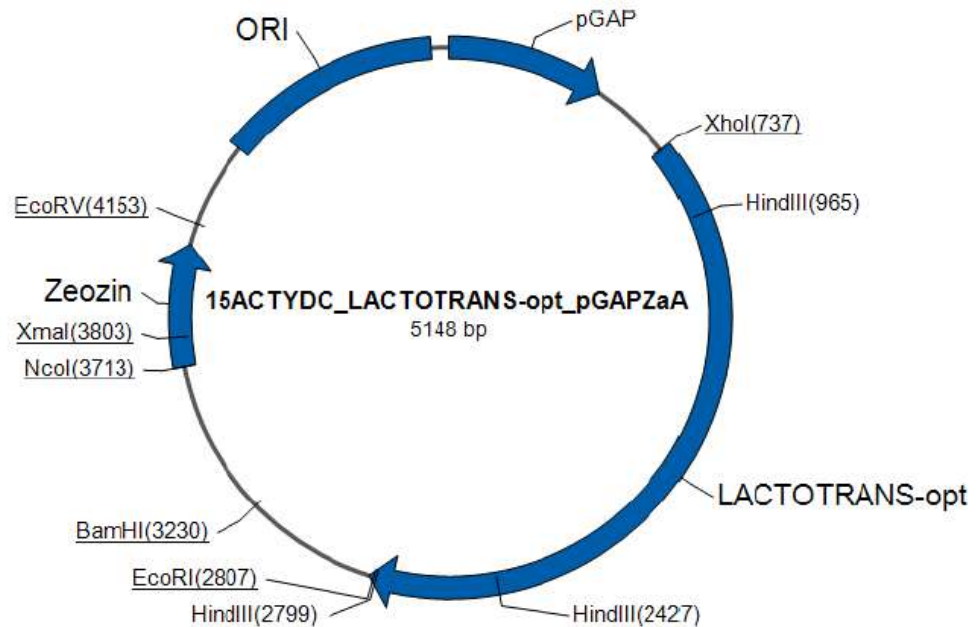 ORI
pGAP
XhoI(737)
HindIII(965)
EcoRV(4153)
Zeozin
15ACTYDC_LACTOTRANS-opt_pGAPZaA
5148 bp
XmaI(3803)
NcoI(3713)
LACTOTRANS-opt
BamHI(3230)
EcoRI(2807)
HindIII(2799)
HindIII(2427)